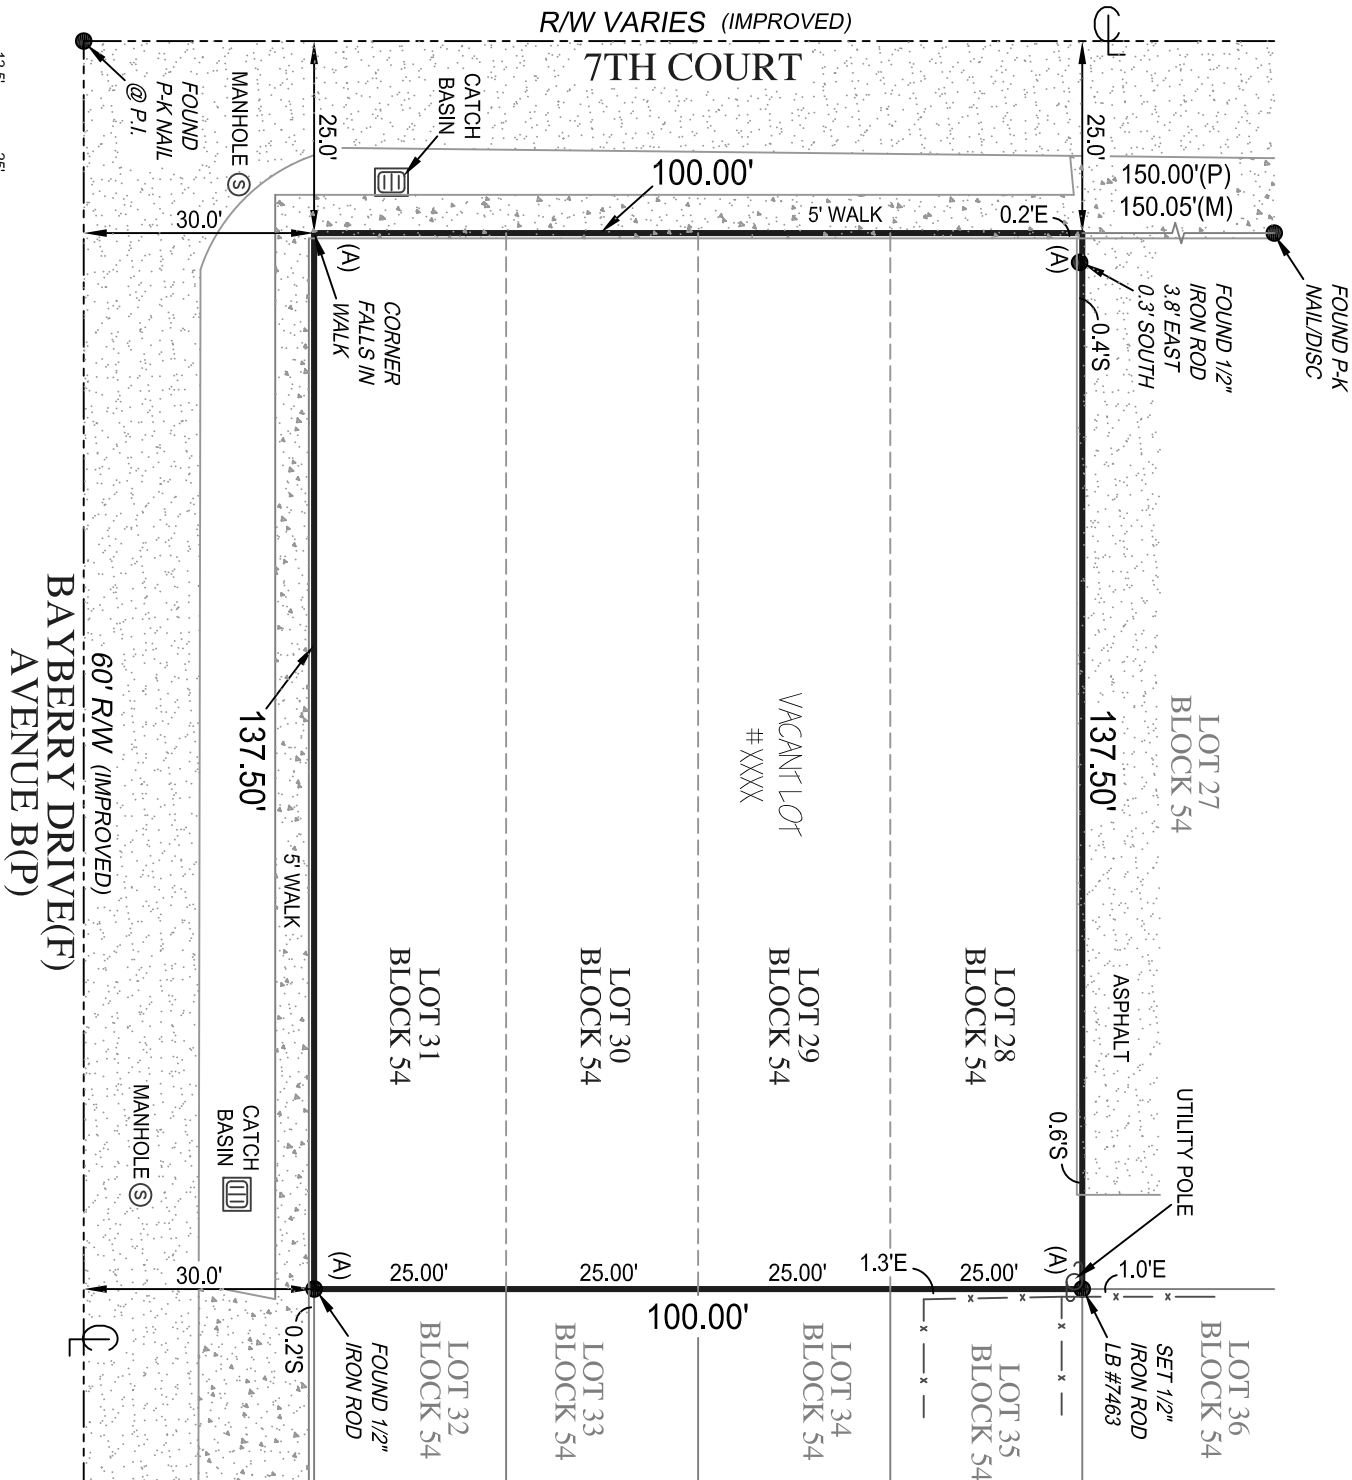 R/W VARIES (IMPROVED)
7TH COURT
CL
12.5'
25'
FOUND
P-K NAIL
@ P.I.
MANHOLE
S
CATCH
BASIN
25.0'
25.0'
100.00'
150.00'(P)
150.05'(M)
5' WALK
0.2'E
30.0'
(A)
(A)
CORNER
FALLS IN
WALK
FOUND 1/2"
IRON ROD
3.8' EAST
0.3' SOUTH
FOUND P-K
NAIL/DISC
0.4'S
137.50'
137.50'
LOT 27
BLOCK 54
VACANT LOT
#XXXX
60' R/W (IMPROVED)
BAYBERRY DRIVE(F)
AVENUE B(P)
5' WALK
LOT 31
BLOCK 54
LOT 30
BLOCK 54
LOT 29
BLOCK 54
LOT 28
BLOCK 54
ASPHALT
UTILITY POLE
0.6'S
MANHOLE
S
CATCH
BASIN
30.0'
(A)
25.00'
25.00'
25.00'
25.00'
1.3'E
(A)
1.0'E
100.00'
CL
0.2'S
FOUND 1/2"
IRON ROD
LOT 32
BLOCK 54
LOT 33
BLOCK 54
LOT 34
BLOCK 54
LOT 35
BLOCK 54
SET 1/2"
IRON ROD
LB #7463
LOT 36
BLOCK 54